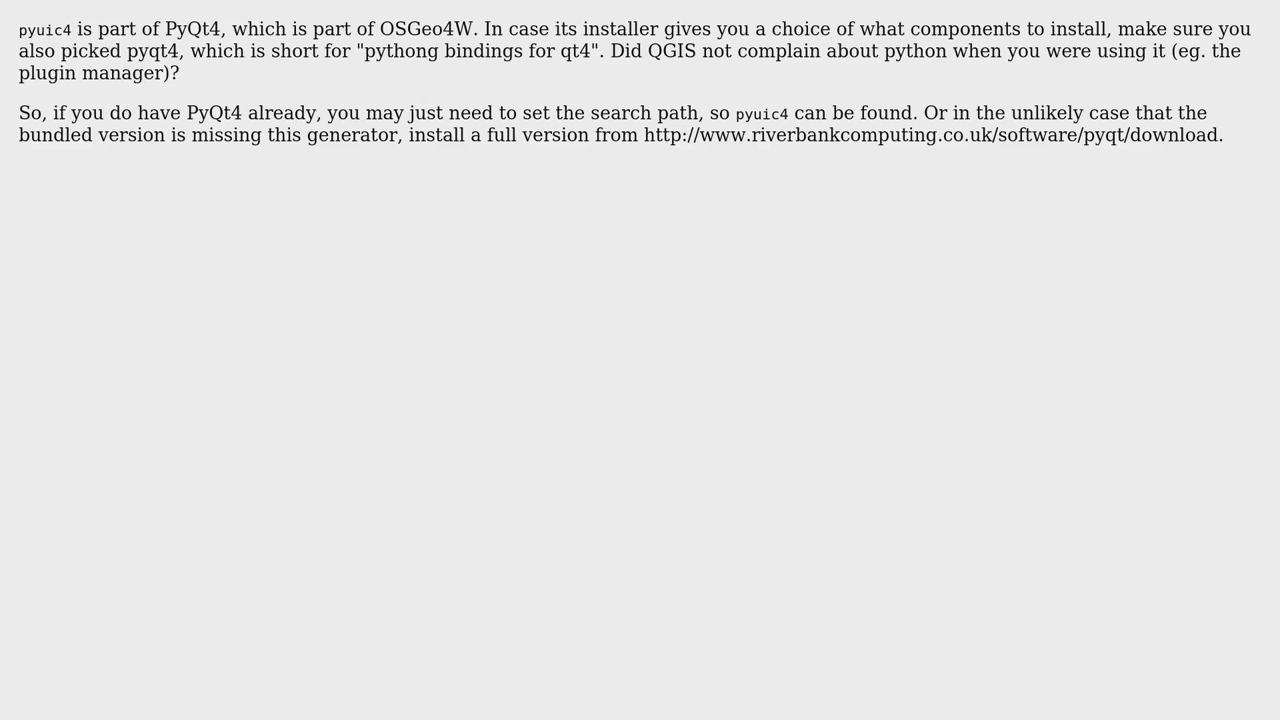 pyuic4 is part of PyQt4, which is part of OSGeo4W. In case its installer gives you a choice of what components to install, make sure you
also picked pyqt4, which is short for "pythong bindings for qt4". Did QGIS not complain about python when you were using it (eg. the
plugin manager)?
So, if you do have PyQt4 already, you may just need to set the search path, so pyuic4 can be found. Or in the unlikely case that the
bundled version is missing this generator, install a full version from http://www.riverbankcomputing.co.uk/software/pyqt/download.